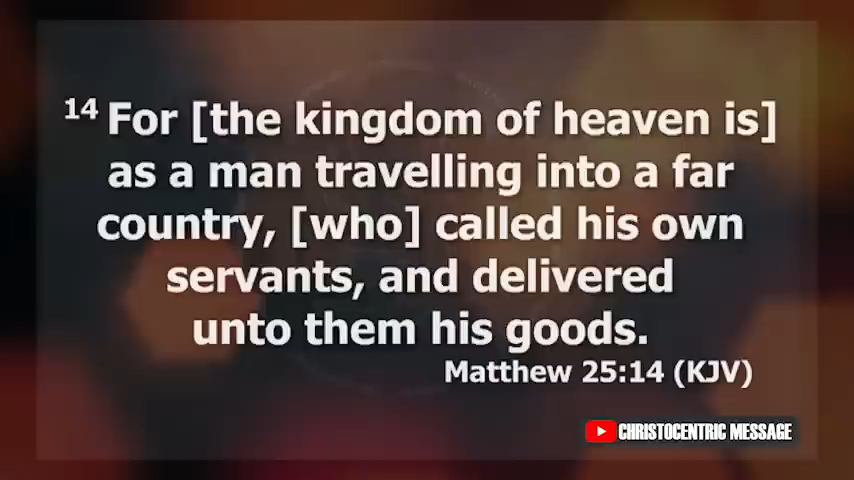 14 For [the kingdom of heaven is]
as a man travelling into a far
country, [who] called his own
servants, and delivered
unto them his goods.
Matthew 25:14 (KJV)
CHRISTOCENTRIC MESSAGE